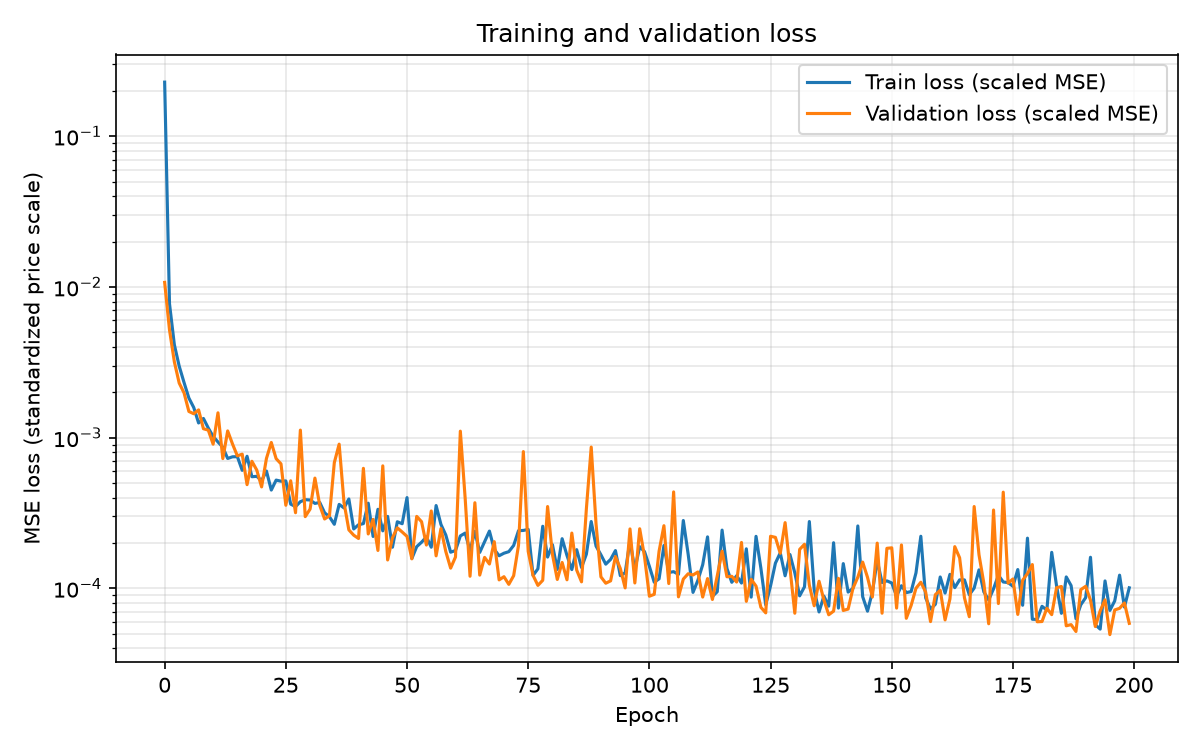 Training and validation loss
Train loss (scaled MSE)
Validation loss (scaled MSE)
MSE loss (standardized price scale)
10⁻¹
10⁻²
10⁻³
10⁻⁴
0 25 50 75 100 125 150 175 200
Epoch